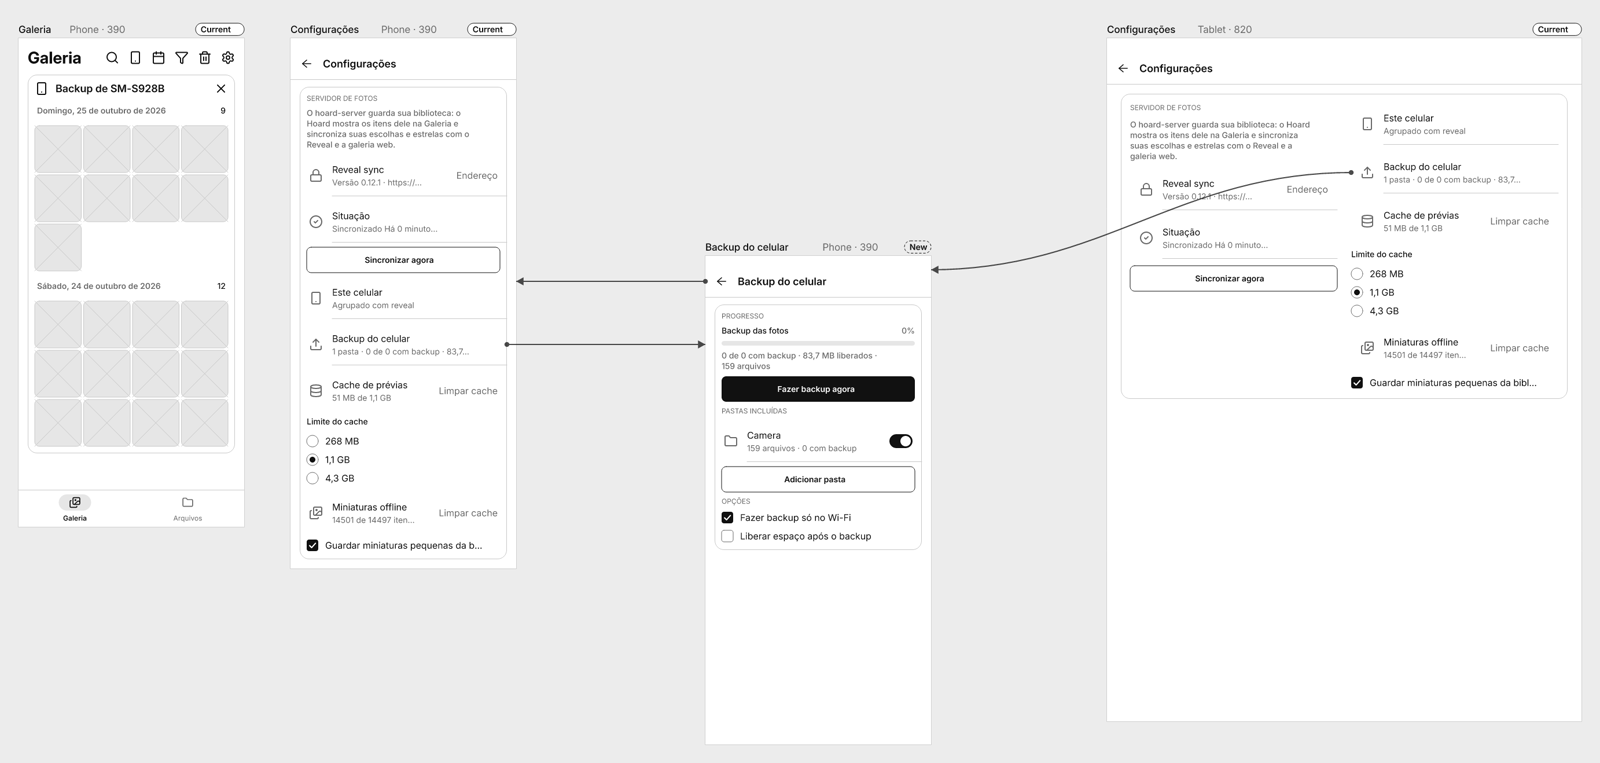 Galeria
Phone · 390
Current
Galeria
Backup de SM-S928B
Domingo, 25 de outubro de 2026
9
Sábado, 24 de outubro de 2026
12
Galeria
Arquivos
Configurações
Phone · 390
Current
Configurações
SERVIDOR DE FOTOS
O hoard-server guarda sua biblioteca: o
Hoard mostra os itens dele na Galeria e
sincroniza suas escolhas e estrelas com o
Reveal e a galeria web.
Reveal sync
Versão 0.12.1 · https://...
Endereço
Situação
Sincronizado Há 0 minuto...
Sincronizar agora
Este celular
Agrupado com reveal
Backup do celular
1 pasta · 0 de 0 com backup · 83,7...
Cache de prévias
51 MB de 1,1 GB
Limpar cache
Limite do cache
268 MB
1,1 GB
4,3 GB
Miniaturas offline
14501 de 14497 iten...
Limpar cache
Guardar miniaturas pequenas da b...
Backup do celular
Phone · 390
New
Backup do celular
PROGRESSO
Backup das fotos
0%
0 de 0 com backup · 83,7 MB liberados ·
159 arquivos
Fazer backup agora
PASTAS INCLUÍDAS
Camera
159 arquivos · 0 com backup
Adicionar pasta
OPÇÕES
Fazer backup só no Wi-Fi
Liberar espaço após o backup
Configurações
Tablet · 820
Current
Configurações
SERVIDOR DE FOTOS
O hoard-server guarda sua biblioteca: o Hoard
mostra os itens dele na Galeria e sincroniza
suas escolhas e estrelas com o Reveal e a
galeria web.
Reveal sync
Versão 0.12.1 · https://...
Endereço
Situação
Sincronizado Há 0 minuto...
Sincronizar agora
Este celular
Agrupado com reveal
Backup do celular
1 pasta · 0 de 0 com backup · 83,7...
Cache de prévias
51 MB de 1,1 GB
Limpar cache
Limite do cache
268 MB
1,1 GB
4,3 GB
Miniaturas offline
14501 de 14497 iten...
Limpar cache
Guardar miniaturas pequenas da bibl...